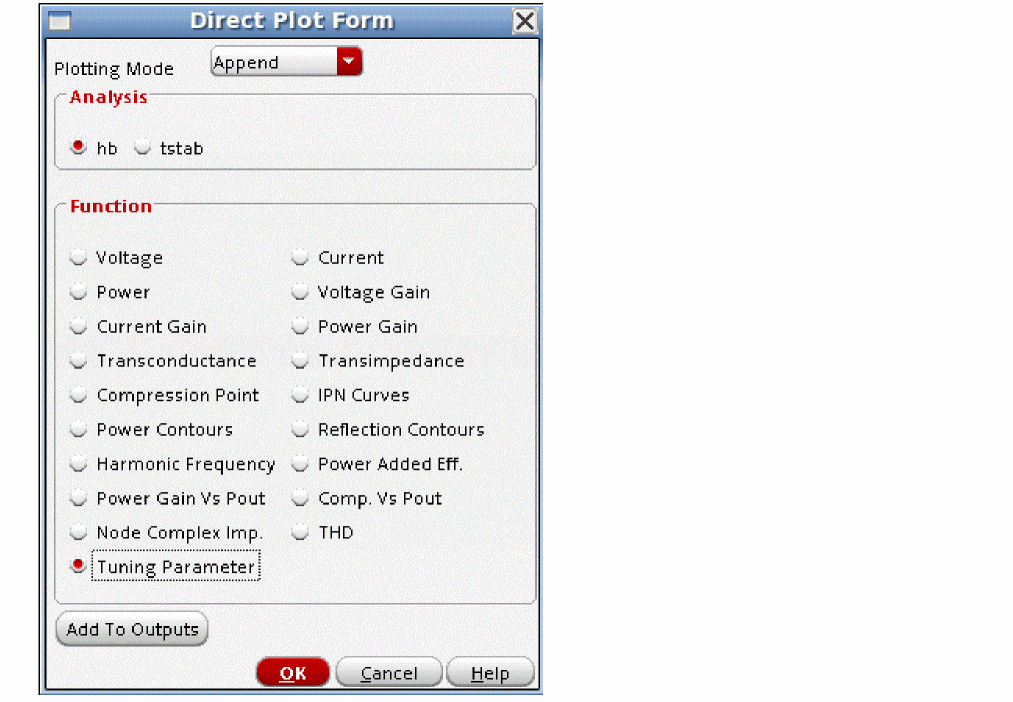 Direct Plot Form
Plotting Mode Append
Analysis
hb tstab
Function
Voltage Current
Power Voltage Gain
Current Gain Power Gain
Transconductance Transimpedance
Compression Point IPN Curves
Power Contours Reflection Contours
Harmonic Frequency Power Added Eff.
Power Gain Vs Pout Comp. Vs Pout
Node Complex Imp. THD
Tuning Parameter
Add To Outputs
OK Cancel Help